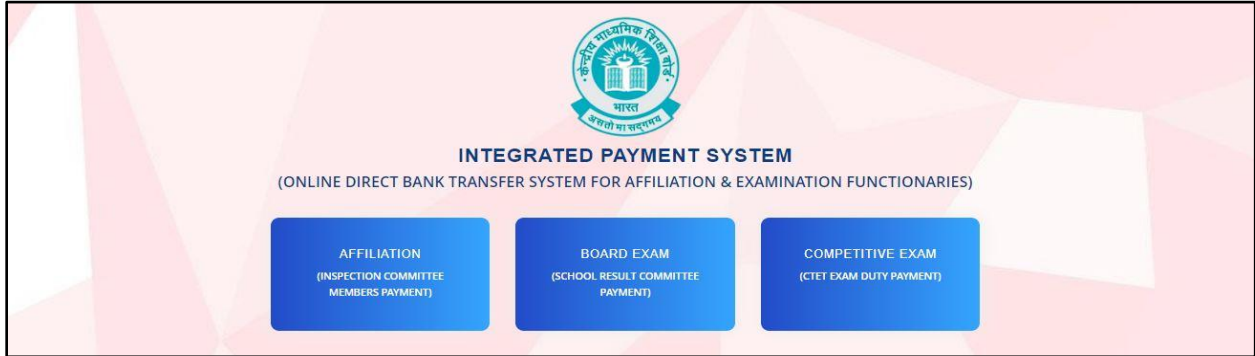 केन्द्रीय माध्यमिक शिक्षा बोर्ड
भारत
असतो मा सद्गमय
INTEGRATED PAYMENT SYSTEM
(ONLINE DIRECT BANK TRANSFER SYSTEM FOR AFFILIATION & EXAMINATION FUNCTIONARIES)
AFFILIATION
(INSPECTION COMMITTEE
MEMBERS PAYMENT)
BOARD EXAM
(SCHOOL RESULT COMMITTEE
PAYMENT)
COMPETITIVE EXAM
(CTET EXAM DUTY PAYMENT)